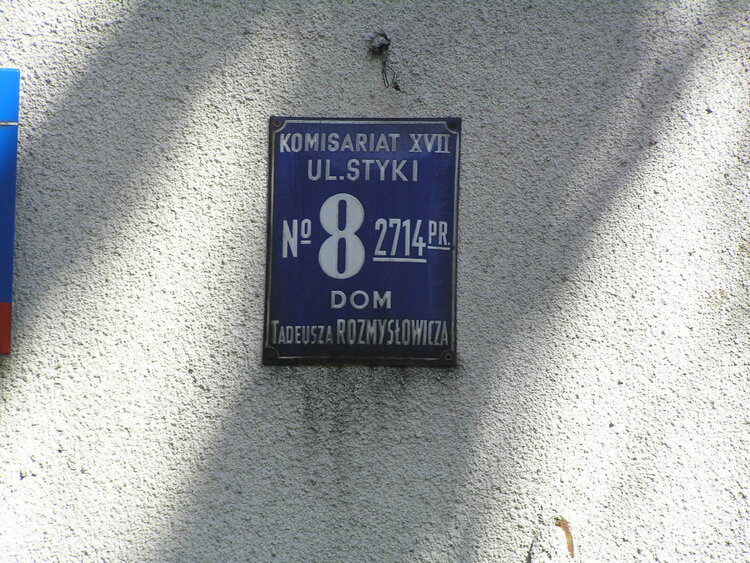 KOMISARIAT XVII
UL.STYKI
Nº 8 2714 PR.
DOM
TADEUSZA ROZMYSŁOWICZA